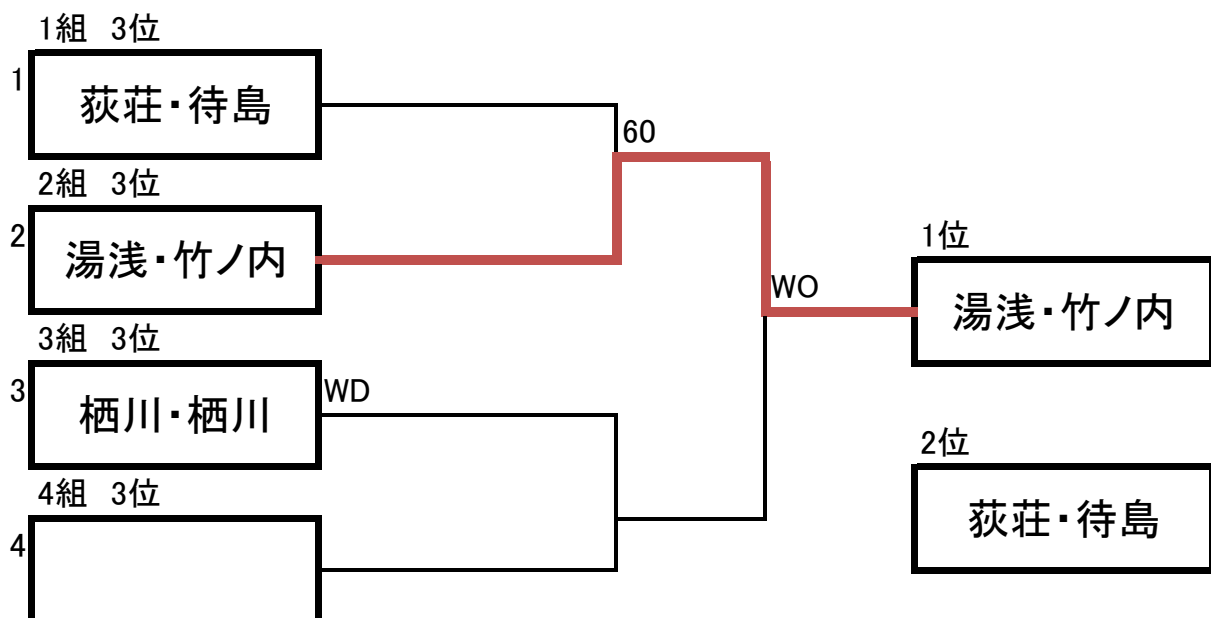 1組 3位
1
荻荘・待島
60
2組 3位
2
湯浅・竹ノ内
1位
湯浅・竹ノ内
WO
3組 3位
3
栖川・栖川
WD
2位
荻荘・待島
4組 3位
4